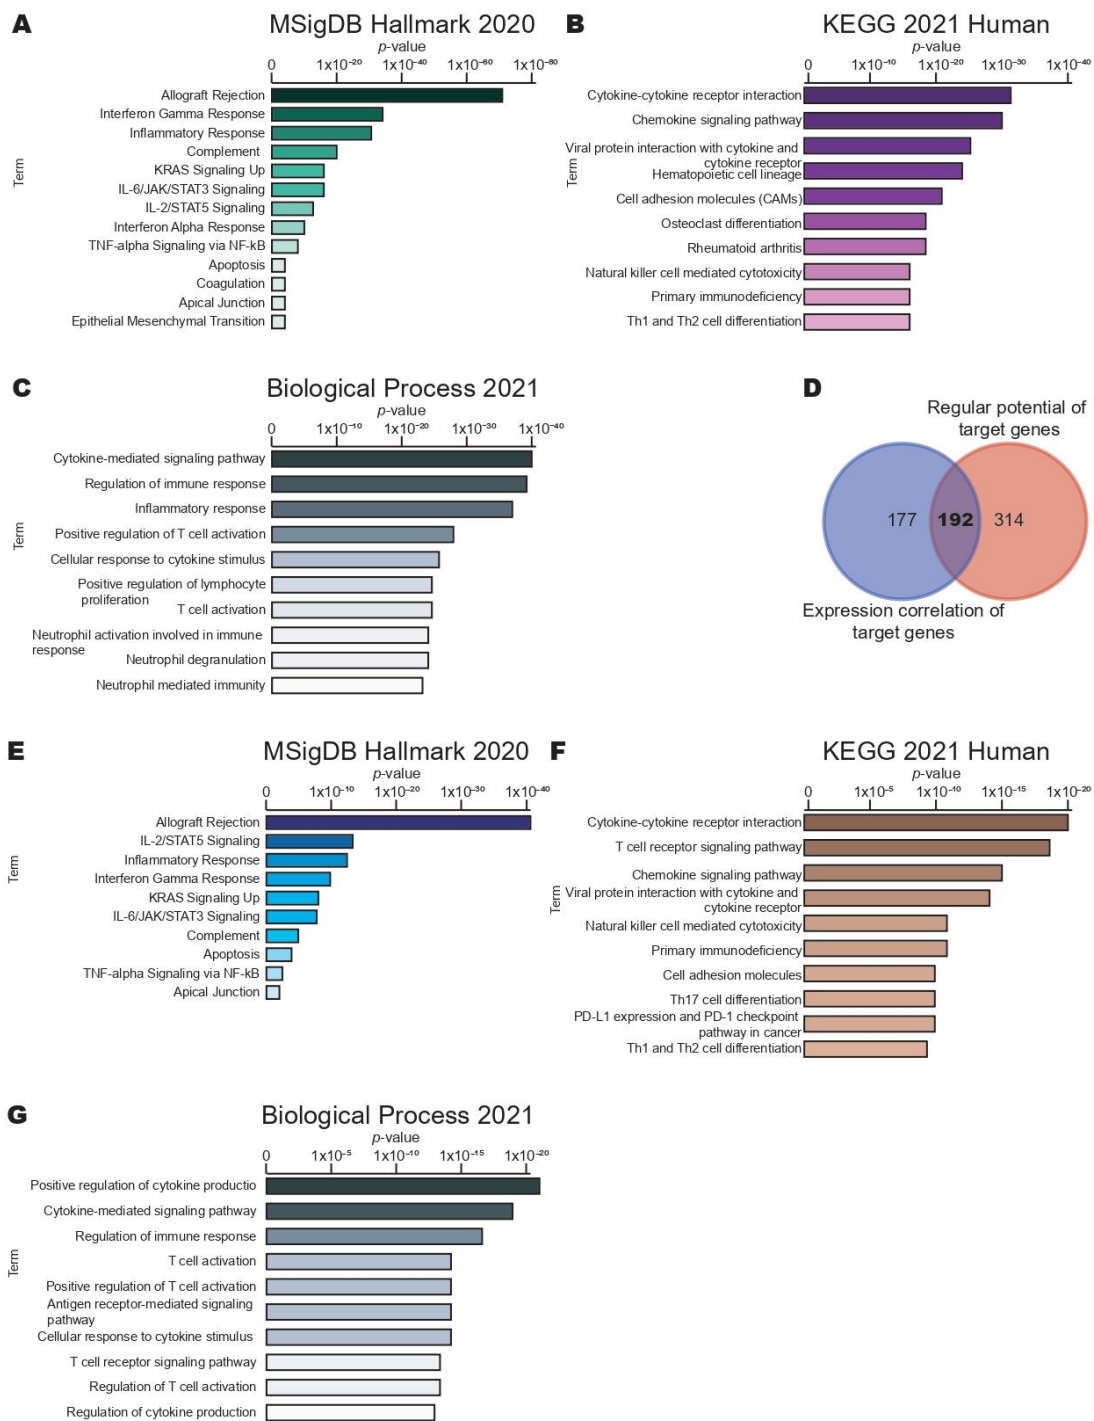 A
MSigDB Hallmark 2020
p-value
0 1x10⁻²⁰ 1x10⁻⁴⁰ 1x10⁻⁶⁰ 1x10⁻⁸⁰
Term
Allograft Rejection
Interferon Gamma Response
Inflammatory Response
Complement
KRAS Signaling Up
IL-6/JAK/STAT3 Signaling
IL-2/STAT5 Signaling
Interferon Alpha Response
TNF-alpha Signaling via NF-kB
Apoptosis
Coagulation
Apical Junction
Epithelial Mesenchymal Transition
B
KEGG 2021 Human
p-value
0 1x10⁻¹⁰ 1x10⁻²⁰ 1x10⁻³⁰ 1x10⁻⁴⁰
Term
Cytokine-cytokine receptor interaction
Chemokine signaling pathway
Viral protein interaction with cytokine and
cytokine receptor
Hematopoietic cell lineage
Cell adhesion molecules (CAMs)
Osteoclast differentiation
Rheumatoid arthritis
Natural killer cell mediated cytotoxicity
Primary immunodeficiency
Th1 and Th2 cell differentiation
C
Biological Process 2021
p-value
0 1x10⁻¹⁰ 1x10⁻²⁰ 1x10⁻³⁰ 1x10⁻⁴⁰
Term
Cytokine-mediated signaling pathway
Regulation of immune response
Inflammatory response
Positive regulation of T cell activation
Cellular response to cytokine stimulus
Positive regulation of lymphocyte
proliferation
T cell activation
Neutrophil activation involved in immune
response
Neutrophil degranulation
Neutrophil mediated immunity
D
Regular potential of
target genes
177 192 314
Expression correlation of
target genes
E
MSigDB Hallmark 2020
p-value
0 1x10⁻¹⁰ 1x10⁻²⁰ 1x10⁻³⁰ 1x10⁻⁴⁰
Term
Allograft Rejection
IL-2/STAT5 Signaling
Inflammatory Response
Interferon Gamma Response
KRAS Signaling Up
IL-6/JAK/STAT3 Signaling
Complement
Apoptosis
TNF-alpha Signaling via NF-kB
Apical Junction
F
KEGG 2021 Human
p-value
0 1x10⁻⁵ 1x10⁻¹⁰ 1x10⁻¹⁵ 1x10⁻²⁰
Term
Cytokine-cytokine receptor interaction
T cell receptor signaling pathway
Chemokine signaling pathway
Viral protein interaction with cytokine and
cytokine receptor
Natural killer cell mediated cytotoxicity
Primary immunodeficiency
Cell adhesion molecules
Th17 cell differentiation
PD-L1 expression and PD-1 checkpoint
pathway in cancer
Th1 and Th2 cell differentiation
G
Biological Process 2021
p-value
0 1x10⁻⁵ 1x10⁻¹⁰ 1x10⁻¹⁵ 1x10⁻²⁰
Term
Positive regulation of cytokine productio
Cytokine-mediated signaling pathway
Regulation of immune response
T cell activation
Positive regulation of T cell activation
Antigen receptor-mediated signaling
pathway
Cellular response to cytokine stimulus
T cell receptor signaling pathway
Regulation of T cell activation
Regulation of cytokine production